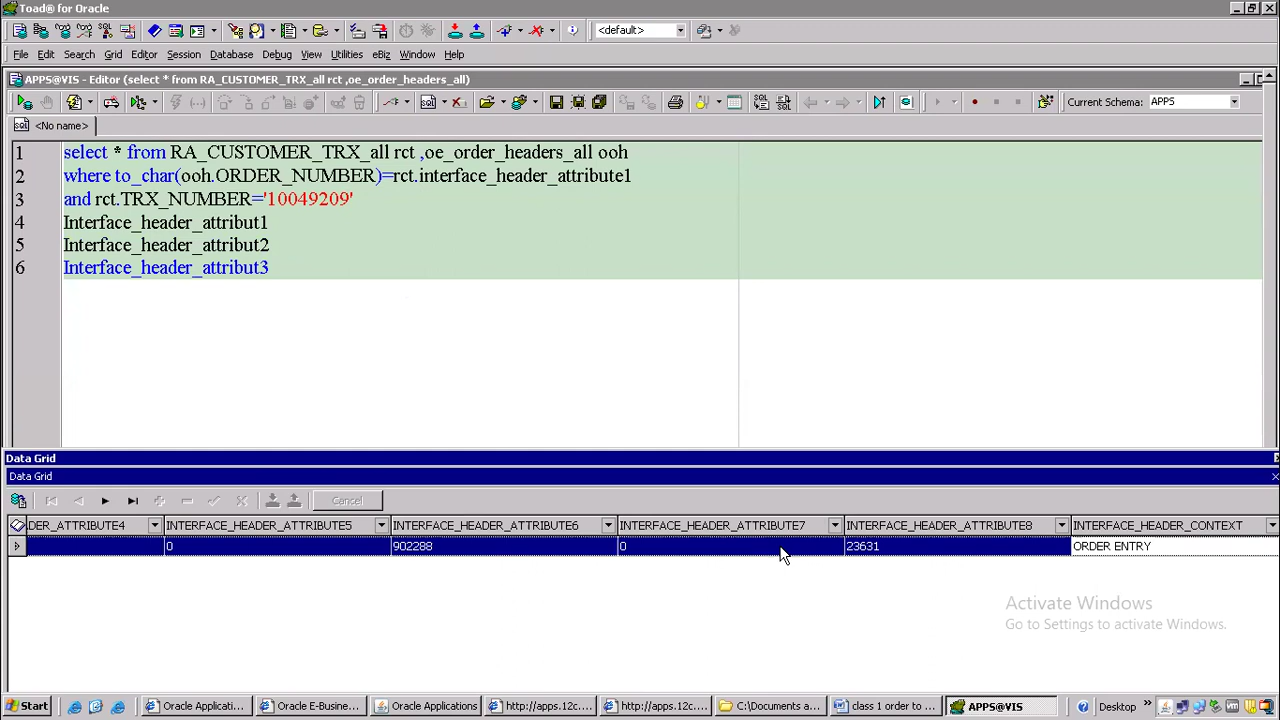 Toad® for Oracle
<default>
File Edit Search Grid Editor Session Database Debug View Utilities eBiz Window Help
APPS@VIS - Editor (select * from RA_CUSTOMER_TRX_all rct ,oe_order_headers_all)
Current Schema: APPS
<No name>
1 select * from RA_CUSTOMER_TRX_all rct ,oe_order_headers_all ooh
2 where to_char(ooh.ORDER_NUMBER)=rct.interface_header_attribute1
3 and rct.TRX_NUMBER='10049209'
4 Interface_header_attribut1
5 Interface_header_attribut2
6 Interface_header_attribut3
Data Grid
Data Grid
Cancel
DER_ATTRIBUTE4 INTERFACE_HEADER_ATTRIBUTE5 INTERFACE_HEADER_ATTRIBUTE6 INTERFACE_HEADER_ATTRIBUTE7 INTERFACE_HEADER_ATTRIBUTE8 INTERFACE_HEADER_CONTEXT
0 902288 0 23631 ORDER ENTRY
Activate Windows
Go to Settings to activate Windows.
Start Oracle Applicati... Oracle E-Busine... Oracle Applications http://apps.12c.... http://apps.12c.... C:\Documents a... class 1 order to ... APPS@VIS Desktop »